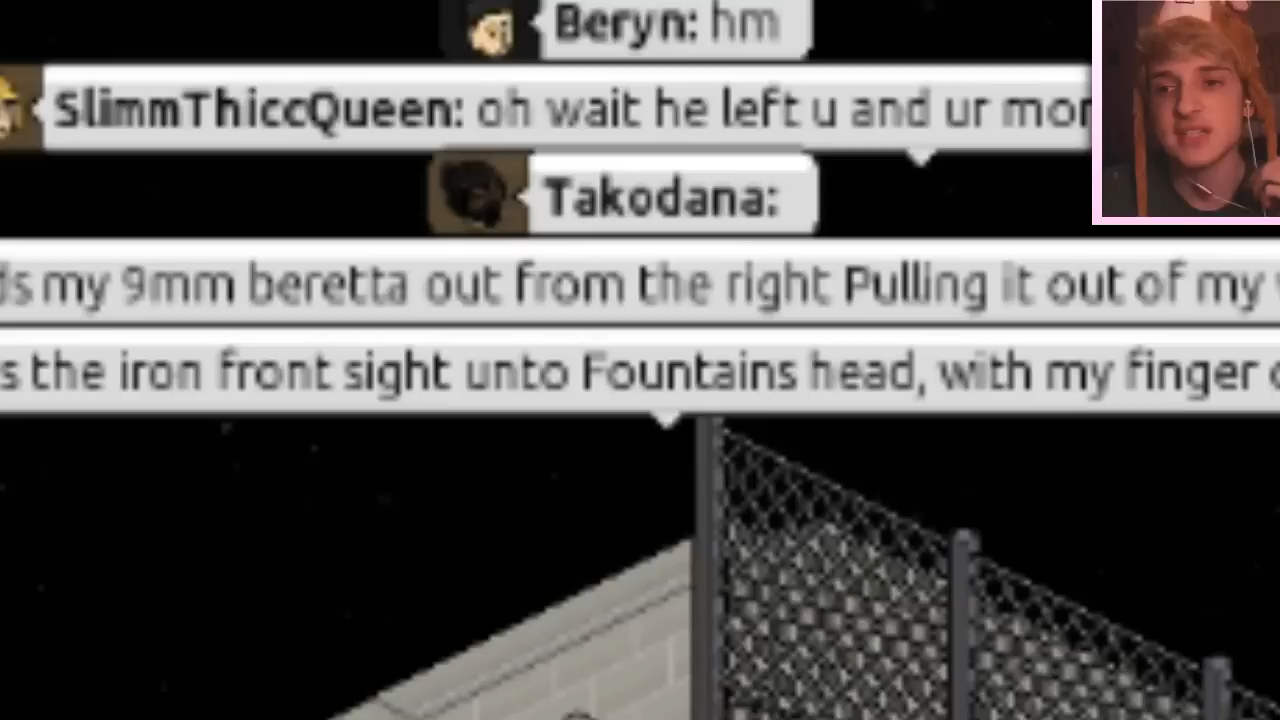 Beryn: hm
SlimmThiccQueen: oh wait he left u and ur
Takodana:
my 9mm beretta out from the right Pulling it out of my
the iron front sight unto Fountains head, with my finger